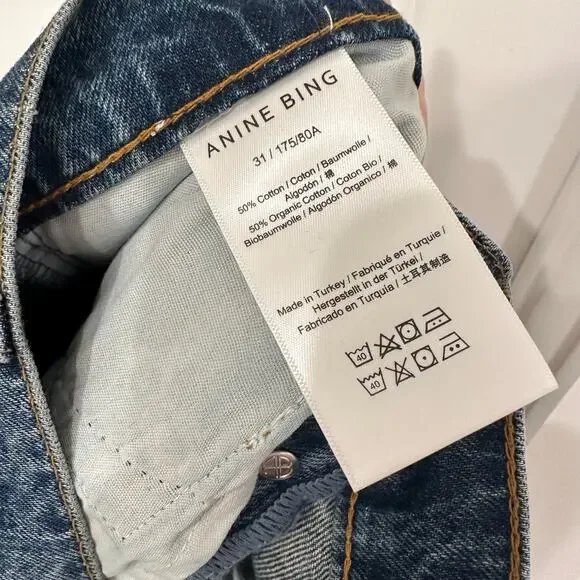 ANINE BING
31 / 175/80A
50% Cotton / Coton / Baumwolle /
Algodón / 棉
50% Organic Cotton / Coton Bio /
Biobaumwolle / Algodón Organico / 棉
Made in Turkey / Fabriqué en Turquie /
Hergestellt in der Türkei /
Fabricado en Turquía / 土耳其制造
40
40